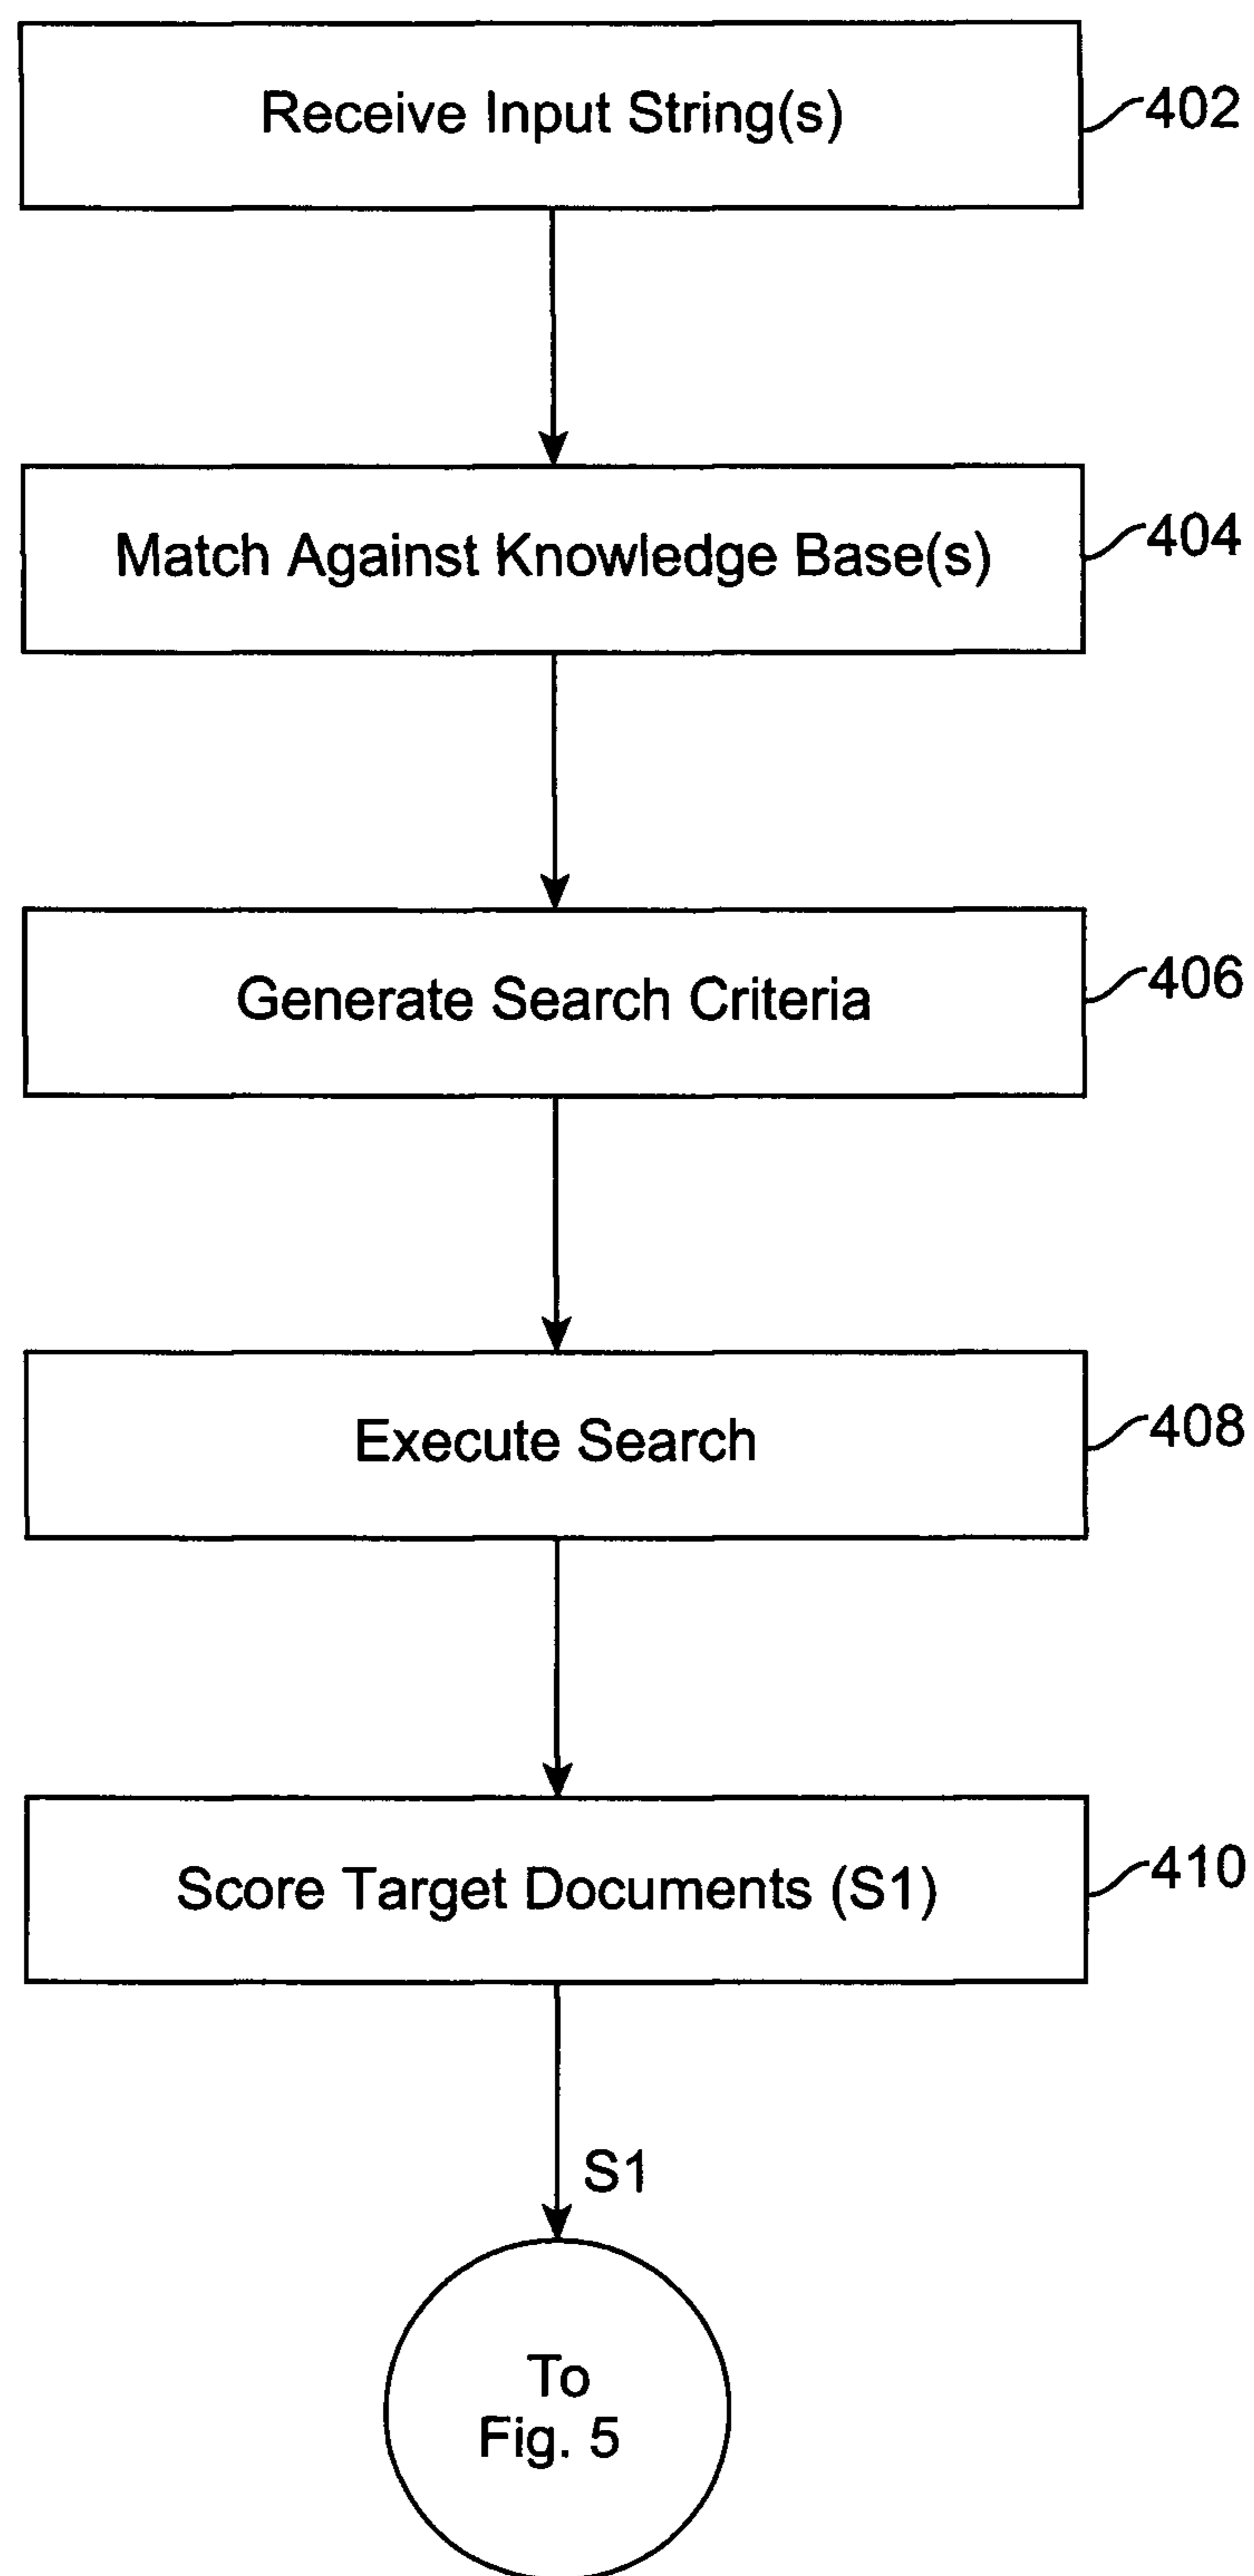 Receive Input String(s)
402
Match Against Knowledge Base(s)
404
Generate Search Criteria
406
Execute Search
408
Score Target Documents (S1)
410
S1
To
Fig. 5